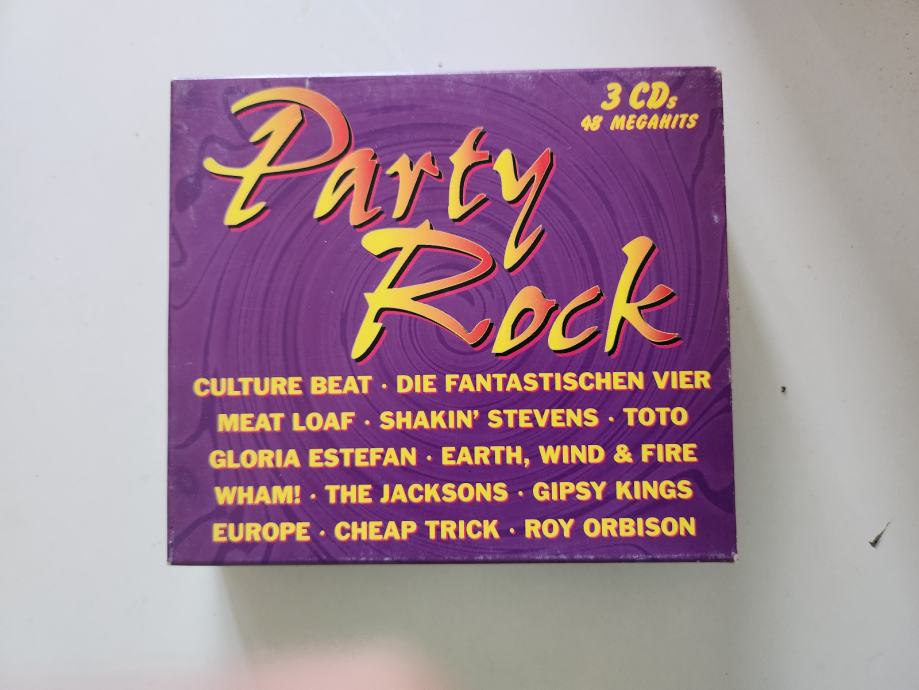 3 CDs
48 MEGAHITS
Party
Rock
CULTURE BEAT · DIE FANTASTISCHEN VIER
MEAT LOAF · SHAKIN' STEVENS · TOTO
GLORIA ESTEFAN · EARTH, WIND & FIRE
WHAM! · THE JACKSONS · GIPSY KINGS
EUROPE · CHEAP TRICK · ROY ORBISON